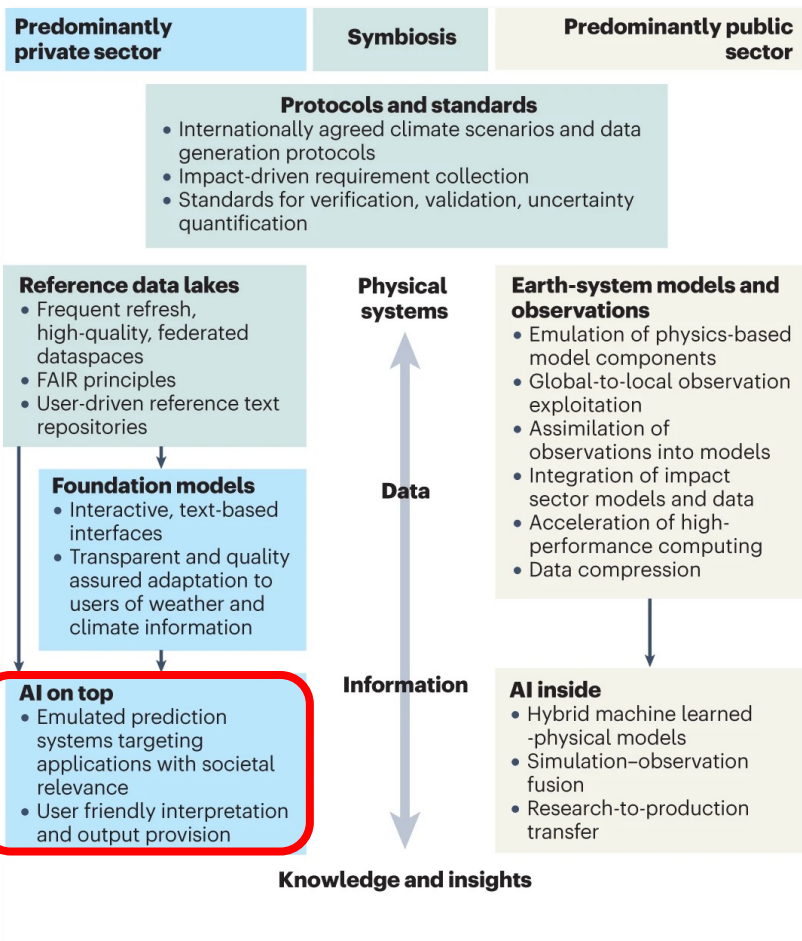 Predominantly
private sector
Symbiosis
Predominantly public
sector
Protocols and standards
• Internationally agreed climate scenarios and data
generation protocols
• Impact-driven requirement collection
• Standards for verification, validation, uncertainty
quantification
Reference data lakes
• Frequent refresh,
high-quality, federated
dataspaces
• FAIR principles
• User-driven reference text
repositories
Foundation models
• Interactive, text-based
interfaces
• Transparent and quality
assured adaptation to
users of weather and
climate information
AI on top
• Emulated prediction
systems targeting
applications with societal
relevance
• User friendly interpretation
and output provision
Physical
systems
Data
Information
Knowledge and insights
Earth-system models and
observations
• Emulation of physics-based
model components
• Global-to-local observation
exploitation
• Assimilation of
observations into models
• Integration of impact
sector models and data
• Acceleration of high-
performance computing
• Data compression
AI inside
• Hybrid machine learned
-physical models
• Simulation–observation
fusion
• Research-to-production
transfer